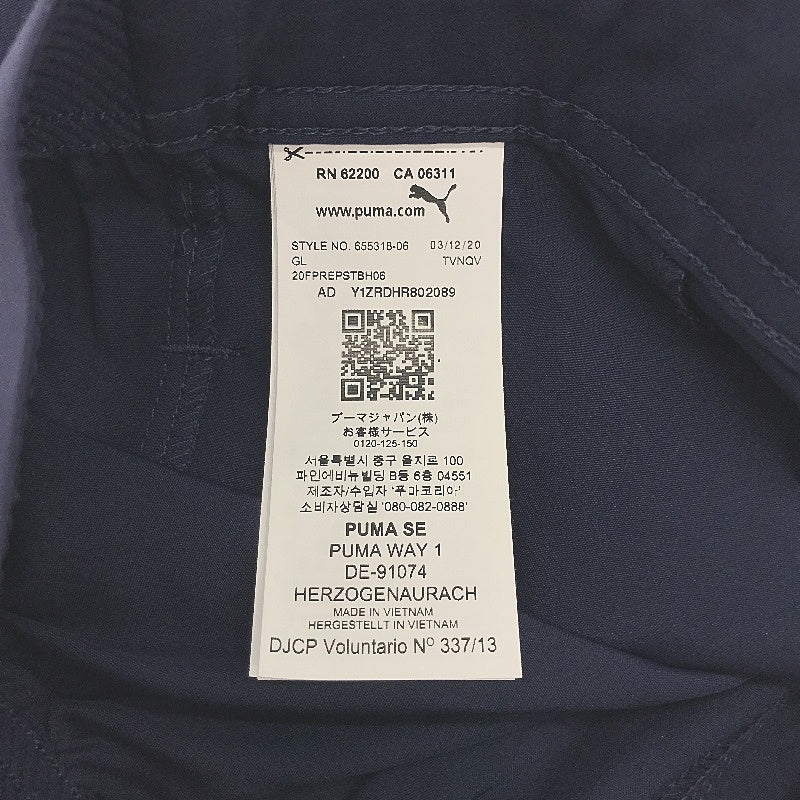 RN 62200 CA 06311
www.puma.com
STYLE NO. 655318-06 03/12/20
GL TVNQV
20FPREPSTBH06
AD Y1ZRDHR802089
プーマジャパン(株)
お客様サービス
0120-125-150
서울특별시 중구 을지로 100
파인에비뉴빌딩 B동 6층 04551
제조자/수입자 '푸마코리아'
소비자상담실 '080-082-0888'
PUMA SE
PUMA WAY 1
DE-91074
HERZOGENAURACH
MADE IN VIETNAM
HERGESTELLT IN VIETNAM
DJCP Voluntario Nº 337/13